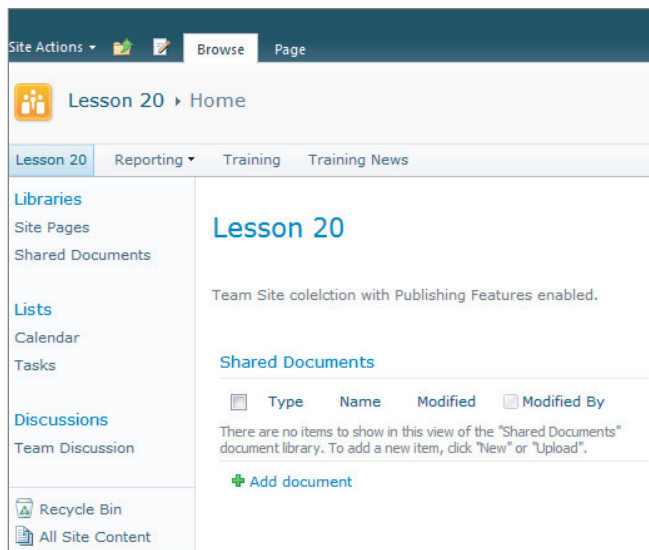 Site Actions
Browse
Page
Lesson 20 Home
Lesson 20 Reporting Training Training News
Libraries
Site Pages
Shared Documents
Lists
Calendar
Tasks
Discussions
Team Discussion
Recycle Bin
All Site Content
Lesson 20
Team Site colelction with Publishing Features enabled.
Shared Documents
Type Name Modified Modified By
There are no items to show in this view of the "Shared Documents"
document library. To add a new item, click "New" or "Upload".
Add document